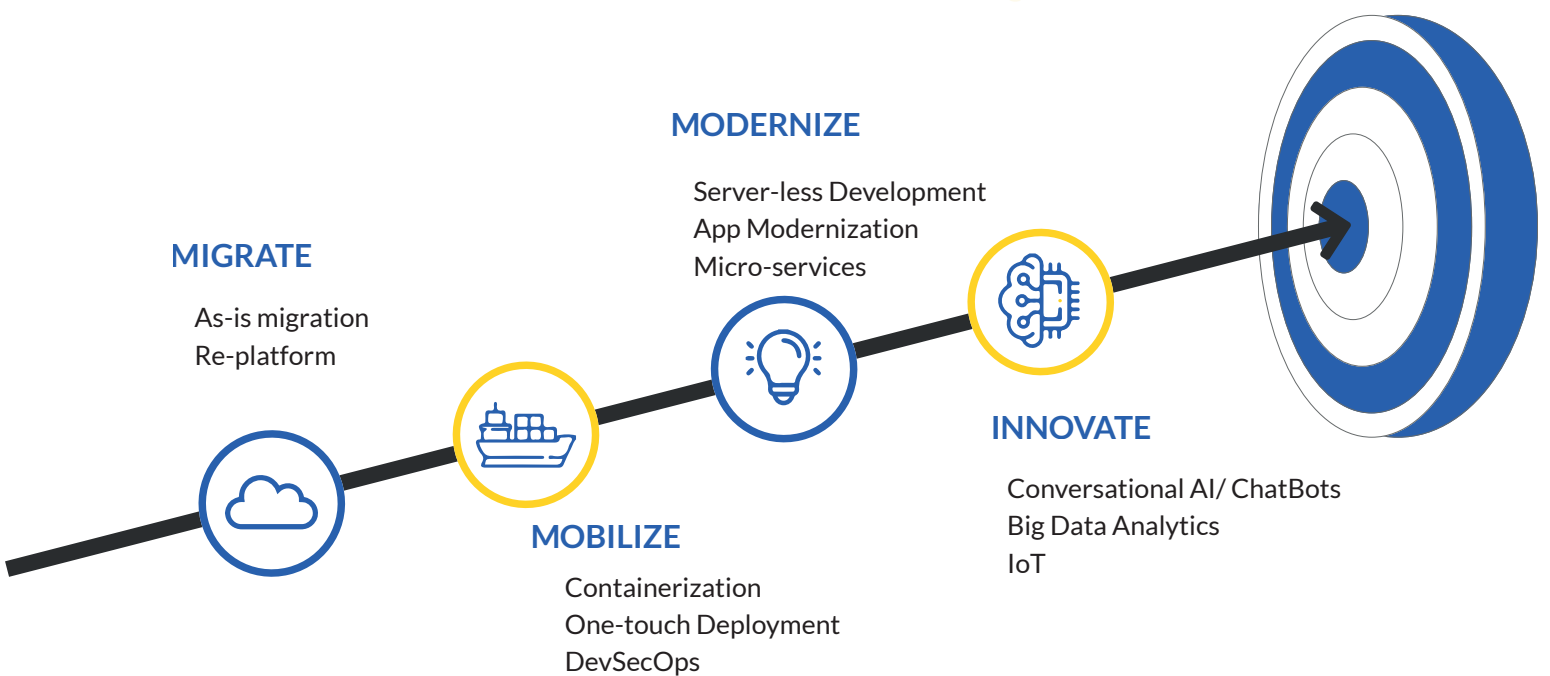 MIGRATE
As-is migration
Re-platform
MOBILIZE
Containerization
One-touch Deployment
DevSecOps
MODERNIZE
Server-less Development
App Modernization
Micro-services
INNOVATE
Conversational AI/ ChatBots
Big Data Analytics
IoT